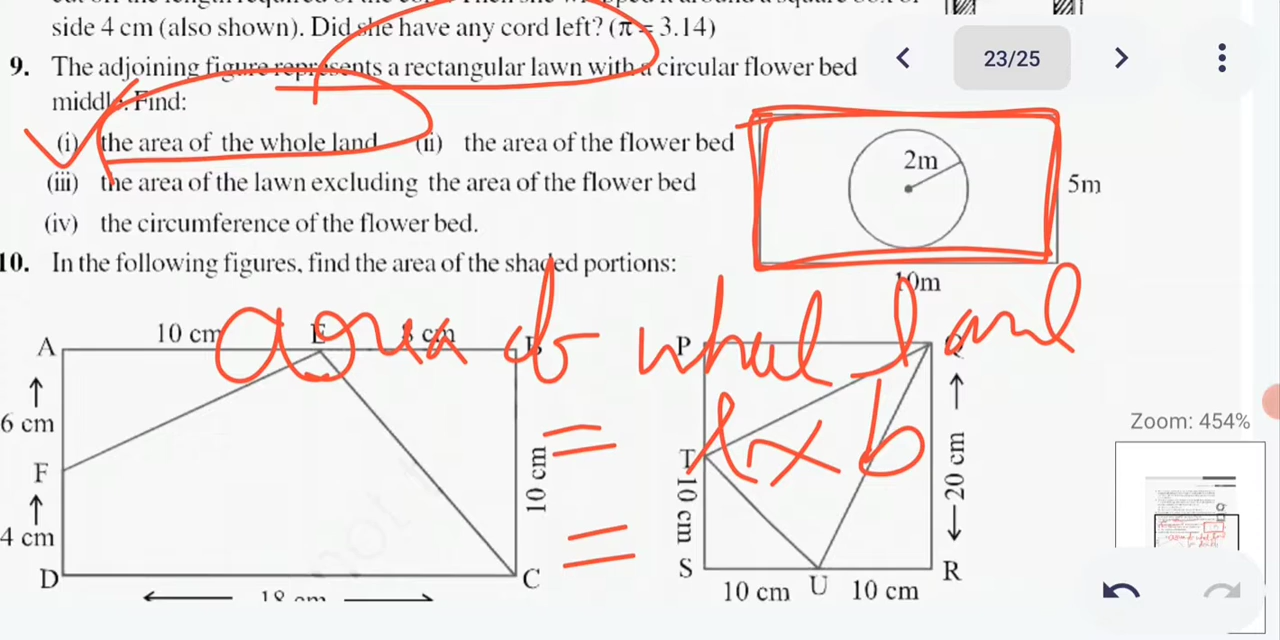 side 4 cm (also shown). Did she have any cord left? (π = 3.14)
9. The adjoining figure represents a rectangular lawn with a circular flower bed
middle. Find:
(i) the area of the whole land (ii) the area of the flower bed
(iii) the area of the lawn excluding the area of the flower bed
(iv) the circumference of the flower bed.
10. In the following figures, find the area of the shaded portions:
23/25
2m
5m
10m
Zoom: 454%
10 cm E 8 cm
A B
6 cm
F
4 cm
D C
10 cm
18 cm
P Q
T
10 cm
20 cm
S R
10 cm U 10 cm
area of whul land
= l × b
=